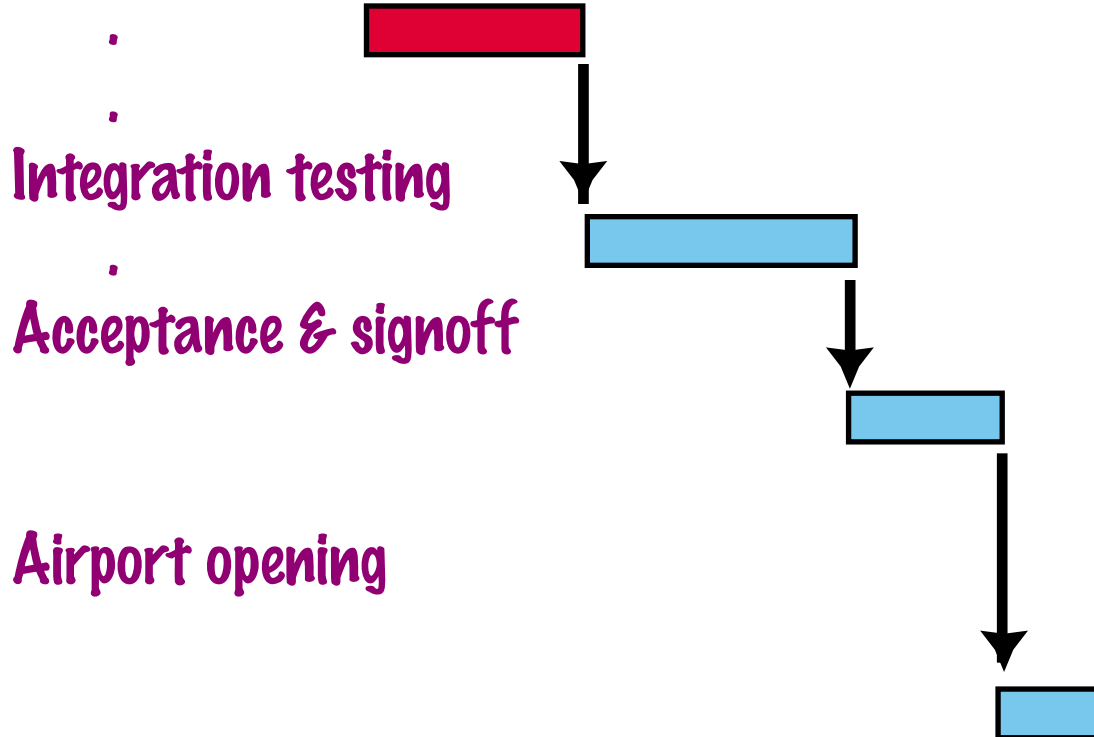 .
.
Integration testing
.
Acceptance & signoff
Airport opening